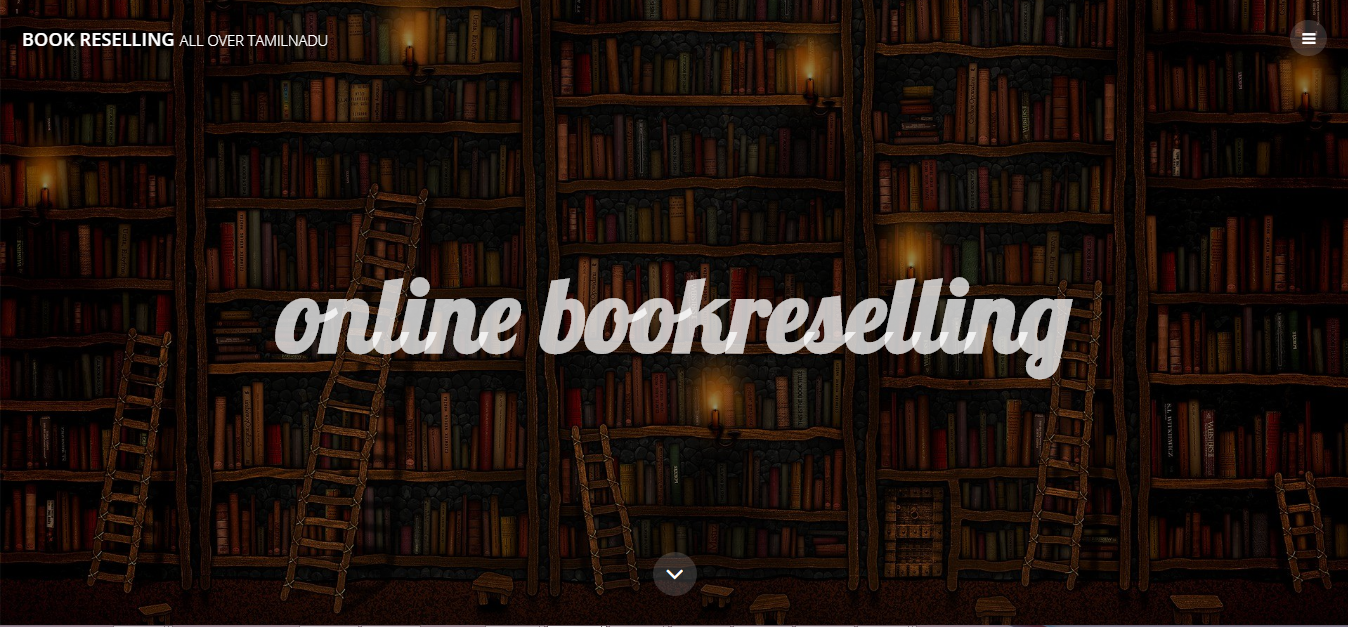 BOOK RESELLING ALL OVER TAMILNADU
online bookreselling